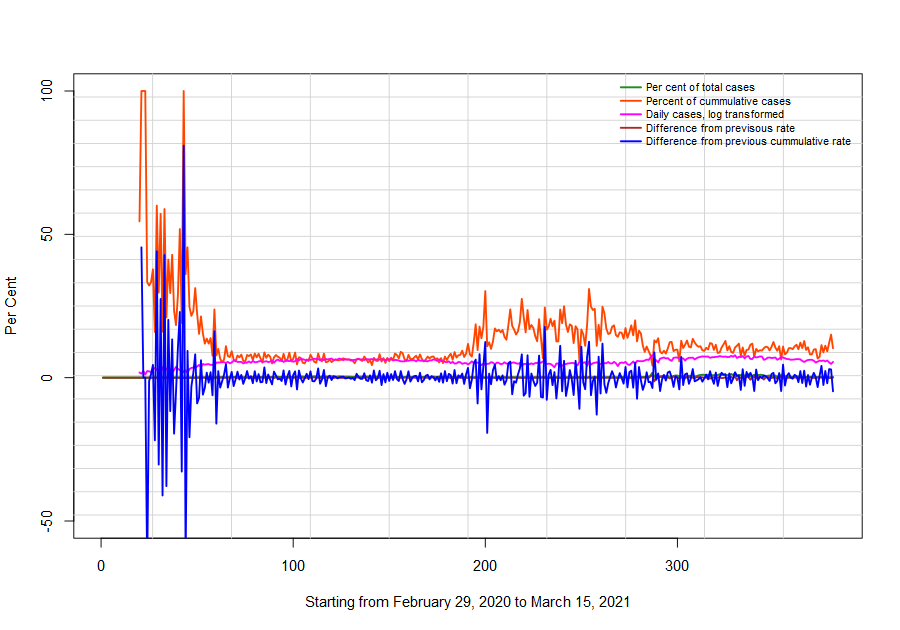 100
50
0
-50
Per Cent
Per cent of total cases
Percent of cummulative cases
Daily cases, log transformed
Difference from previsous rate
Difference from previous cummulative rate
0 100 200 300
Starting from February 29, 2020 to March 15, 2021